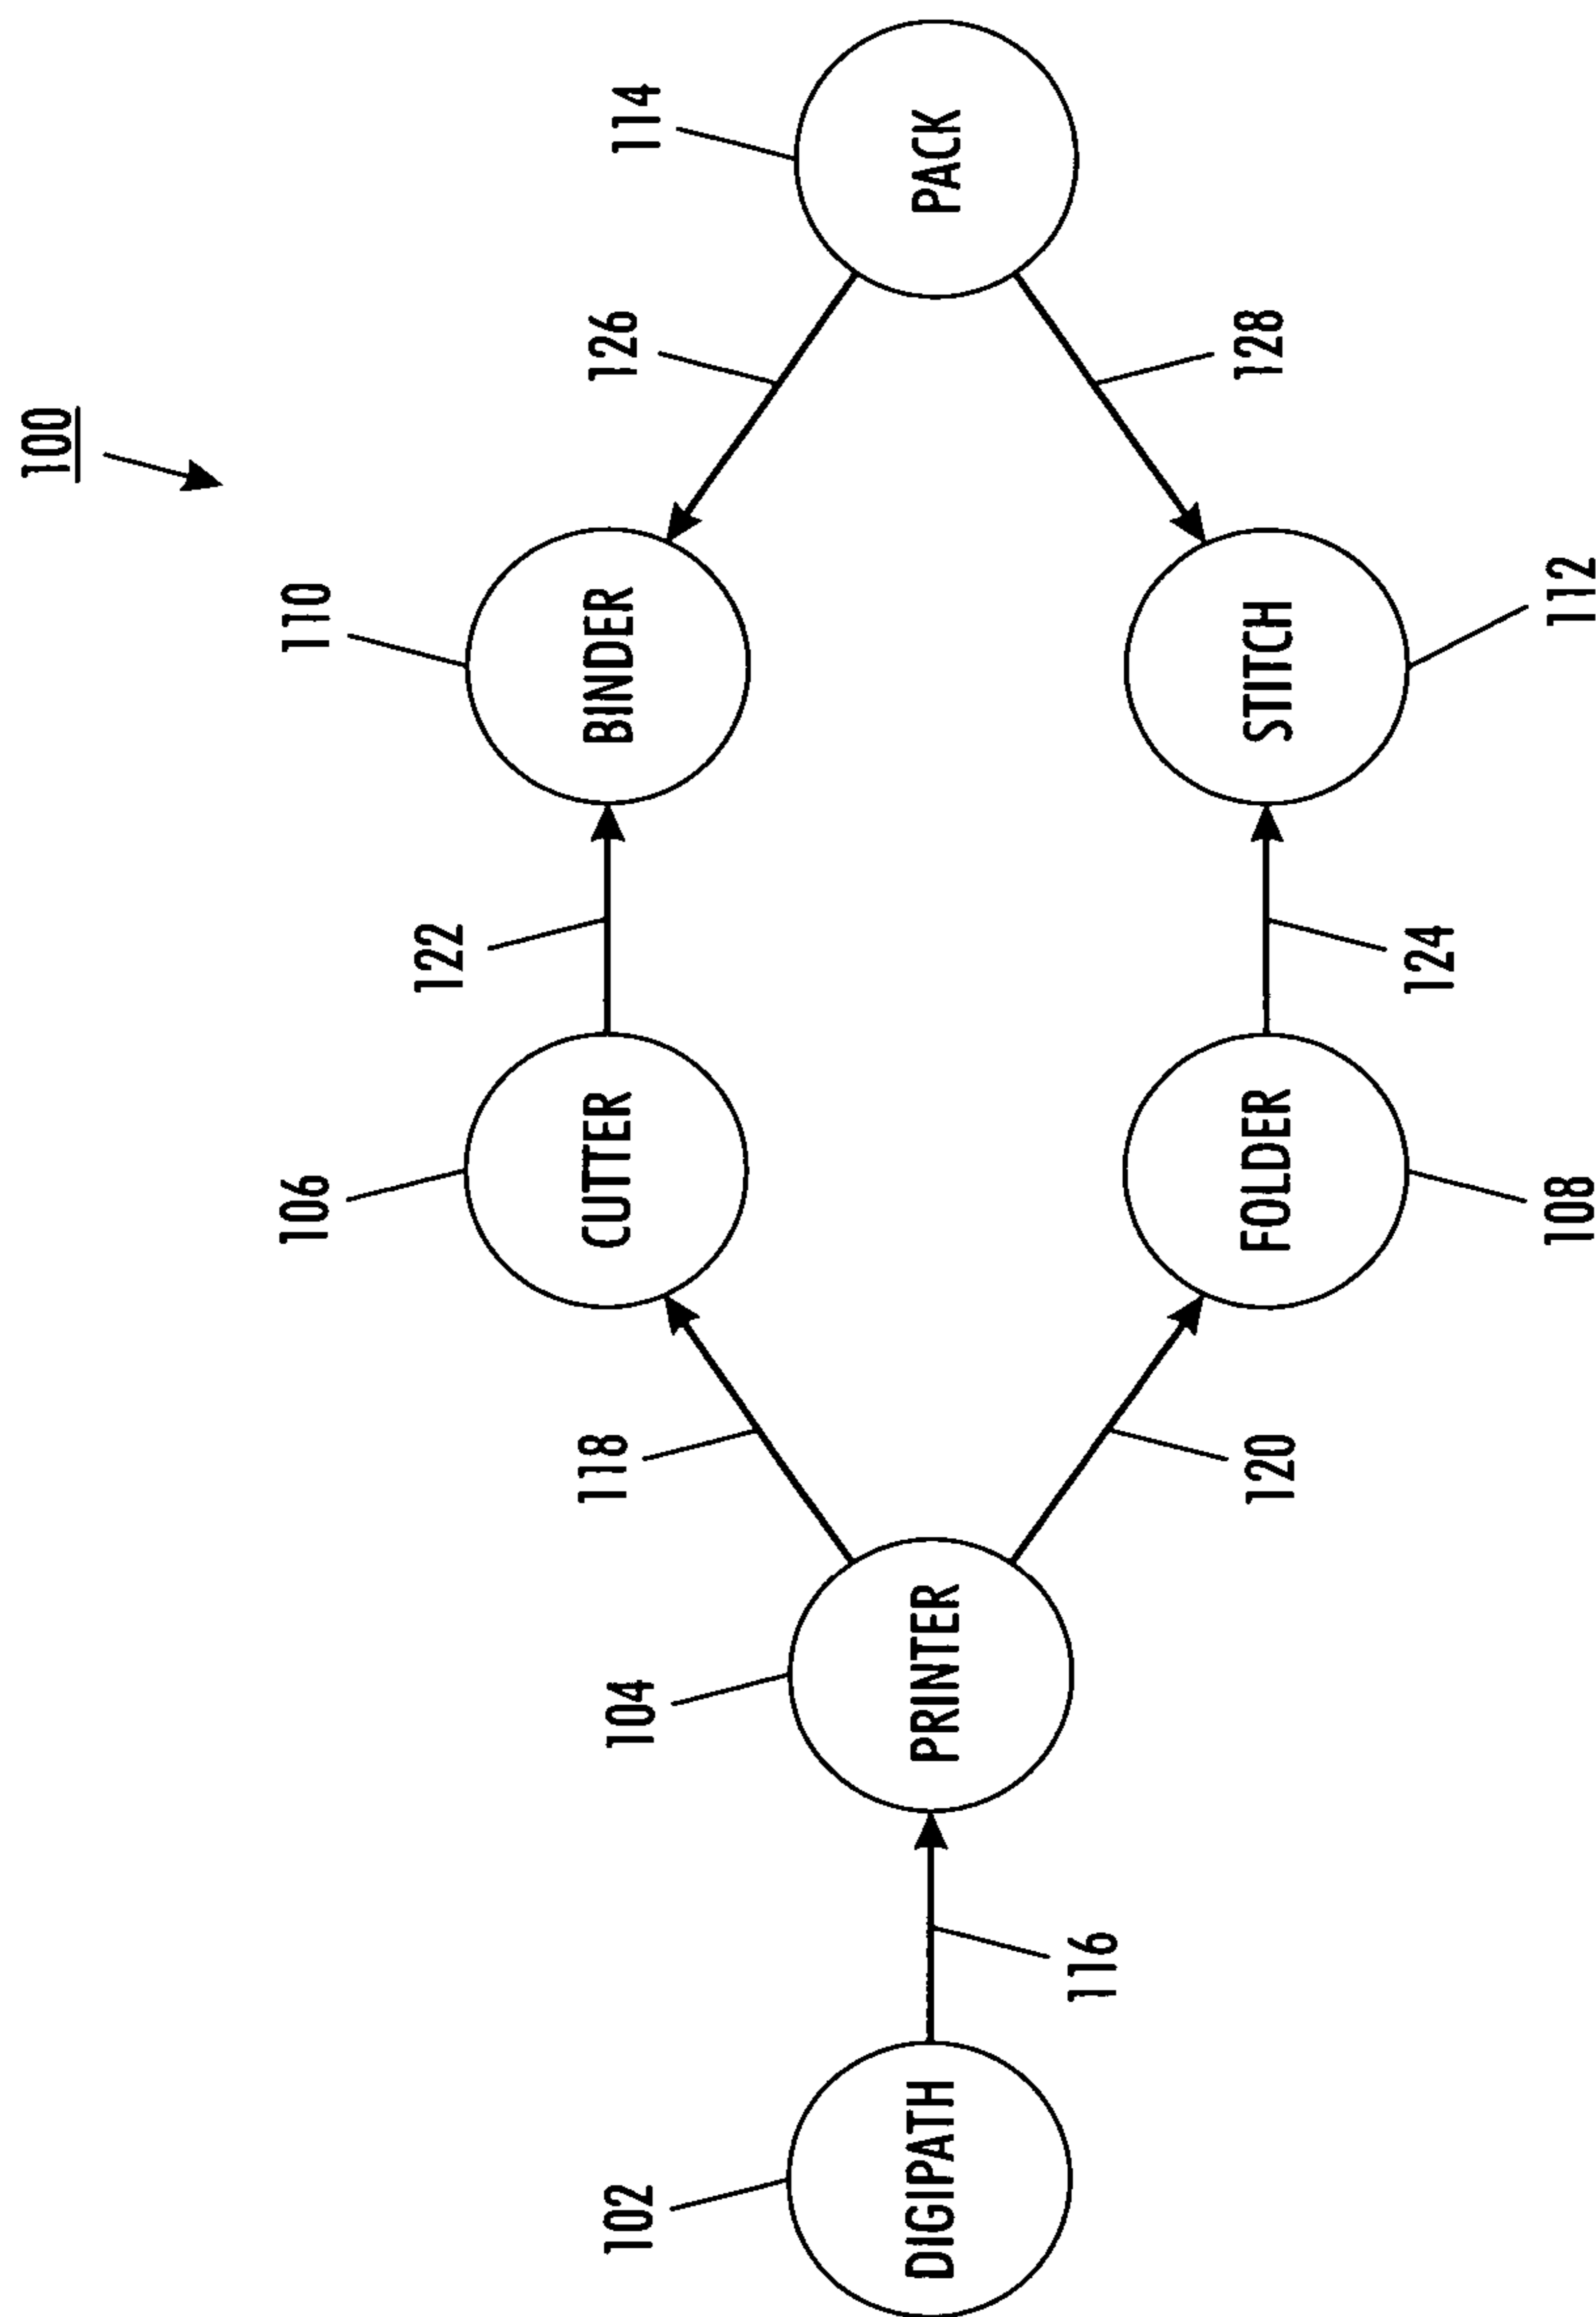 100
106
110
122
102
104
118
CUTTER
BINDER
126
114
DIGIPATH
PRINTER
PACK
116
120
FOLDER
STITCH
128
124
108
112